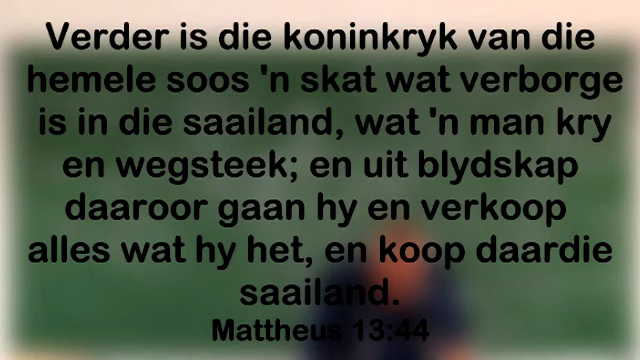 Verder is die koninkryk van die
hemele soos 'n skat wat verborge
is in die saailand, wat 'n man kry
en wegsteek; en uit blydskap
daaroor gaan hy en verkoop
alles wat hy het, en koop daardie
saailand.
Mattheus 13:44